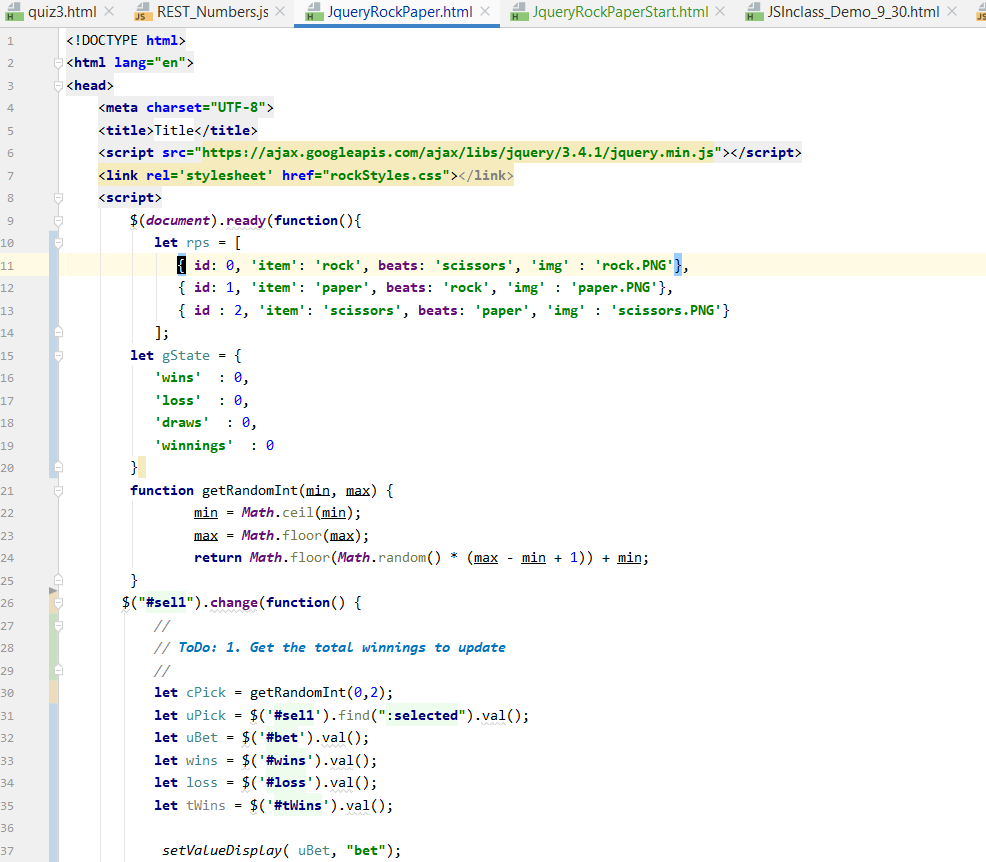 quiz3.html REST_Numbers.js JqueryRockPaper.html JqueryRockPaperStart.html JSInclass_Demo_9_30.html
1 <!DOCTYPE html>
2 <html lang="en">
3 <head>
4 <meta charset="UTF-8">
5 <title>Title</title>
6 <script src="https://ajax.googleapis.com/ajax/libs/jquery/3.4.1/jquery.min.js"></script>
7 <link rel='stylesheet' href="rockStyles.css"></link>
8 <script>
9 $(document).ready(function(){
10 let rps = [
11 { id: 0, 'item': 'rock', beats: 'scissors', 'img' : 'rock.PNG'},
12 { id: 1, 'item': 'paper', beats: 'rock', 'img' : 'paper.PNG'},
13 { id : 2, 'item': 'scissors', beats: 'paper', 'img' : 'scissors.PNG'}
14 ];
15 let gState = {
16 'wins' : 0,
17 'loss' : 0,
18 'draws' : 0,
19 'winnings' : 0
20 }
21 function getRandomInt(min, max) {
22 min = Math.ceil(min);
23 max = Math.floor(max);
24 return Math.floor(Math.random() * (max - min + 1)) + min;
25 }
26 $("#sel1").change(function() {
27 //
28 // ToDo: 1. Get the total winnings to update
29 //
30 let cPick = getRandomInt(0,2);
31 let uPick = $('#sel1').find(":selected").val();
32 let uBet = $('#bet').val();
33 let wins = $('#wins').val();
34 let loss = $('#loss').val();
35 let tWins = $('#tWins').val();
36
37 setValueDisplay( uBet, "bet");